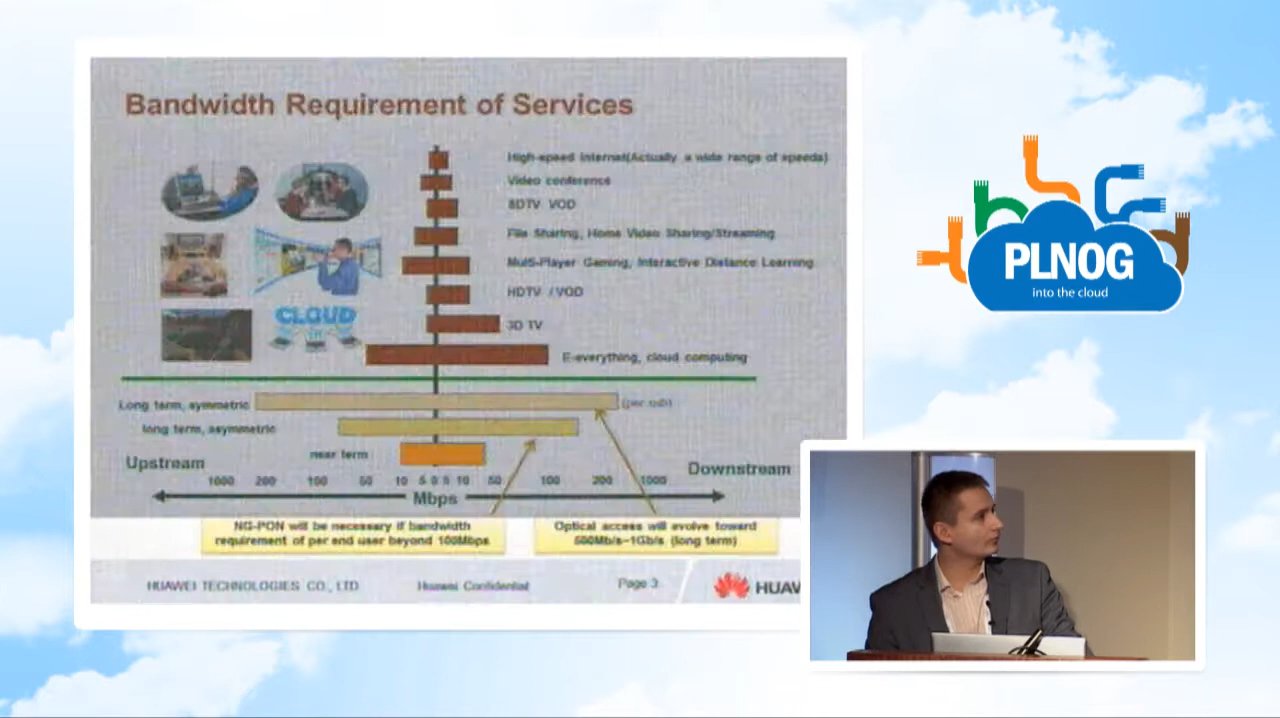 Bandwidth Requirement of Services
High-speed Internet(Actually a wide range of speeds)
Video conference
SDTV VOD
File Sharing, Home Video Sharing/Streaming
Multi-Player Gaming, Interactive Distance Learning
HDTV /VOD
3D TV
CLOUD
E-everything, cloud computing
Long term, symmetric
(per sub)
long term, asymmetric
near term
Upstream
Downstream
1000 200 100 50 10 5 0 5 10 50 100 200 1000
Mbps
NG-PON will be necessary if bandwidth
requirement of per end user beyond 100Mbps
Optical access will evolve toward
500Mb/s~1Gb/s (long term)
HUAWEI TECHNOLOGIES CO., LTD
Huawei Confidential
Page 3
HUAW
PLNOG
into the cloud